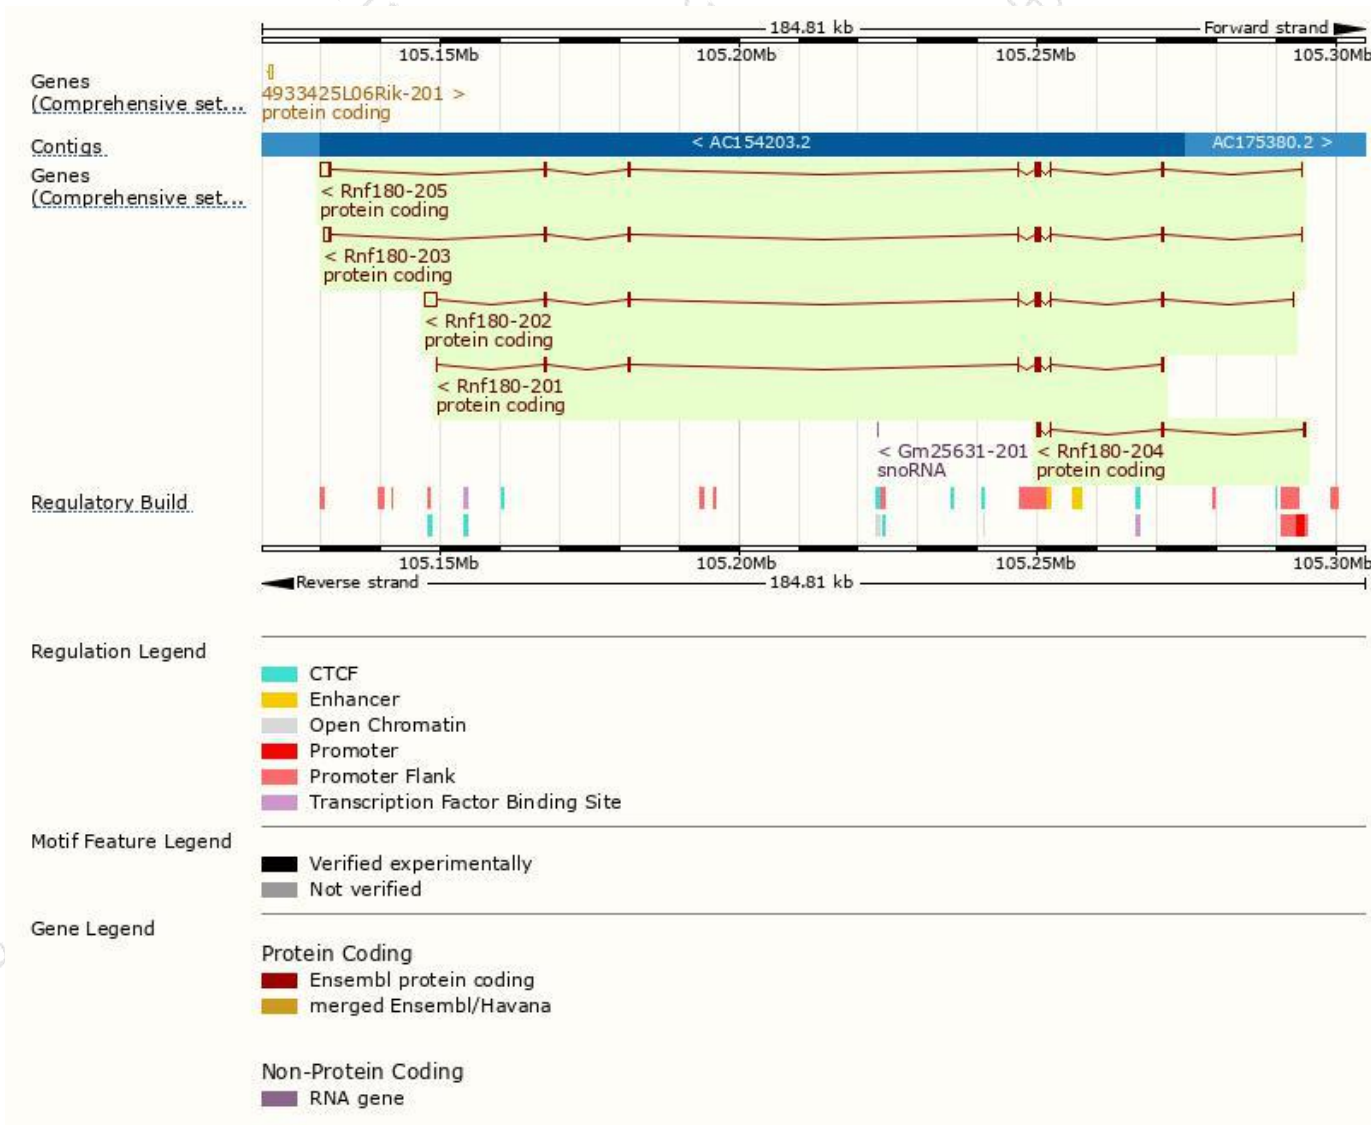 184.81 kb
Forward strand
105.15Mb 105.20Mb 105.25Mb 105.30Mb
Genes
(Comprehensive set...
4933425L06Rik-201 >
protein coding
Contigs
< AC154203.2
AC175380.2 >
Genes
(Comprehensive set...
< Rnf180-205
protein coding
< Rnf180-203
protein coding
< Rnf180-202
protein coding
< Rnf180-201
protein coding
< Gm25631-201
snoRNA
< Rnf180-204
protein coding
Regulatory Build
105.15Mb 105.20Mb 105.25Mb 105.30Mb
Reverse strand
184.81 kb
Regulation Legend
CTCF
Enhancer
Open Chromatin
Promoter
Promoter Flank
Transcription Factor Binding Site
Motif Feature Legend
Verified experimentally
Not verified
Gene Legend
Protein Coding
Ensembl protein coding
merged Ensembl/Havana
Non-Protein Coding
RNA gene